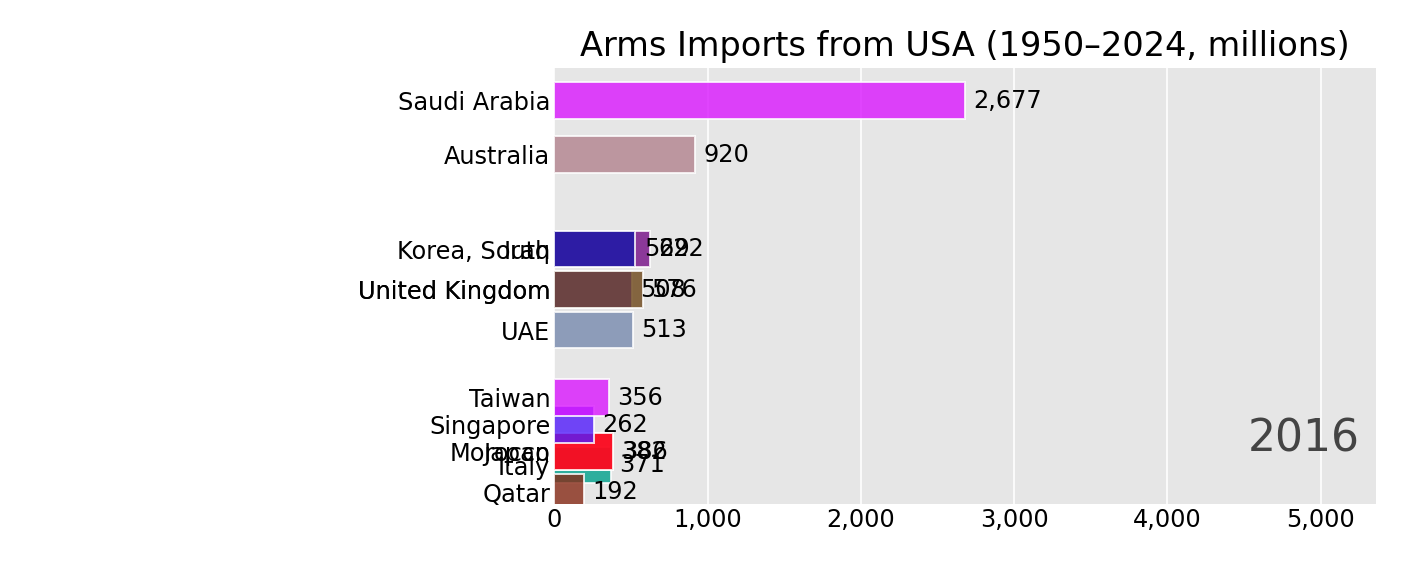 Arms Imports from USA (1950–2024, millions)
Saudi Arabia 2,677
Australia 920
Korea, South
Iraq
United Kingdom 576
508
UAE 513
Taiwan 356
Singapore 262
Morocco
Japan
386
Italy 371
Qatar 192
2016
0 1,000 2,000 3,000 4,000 5,000